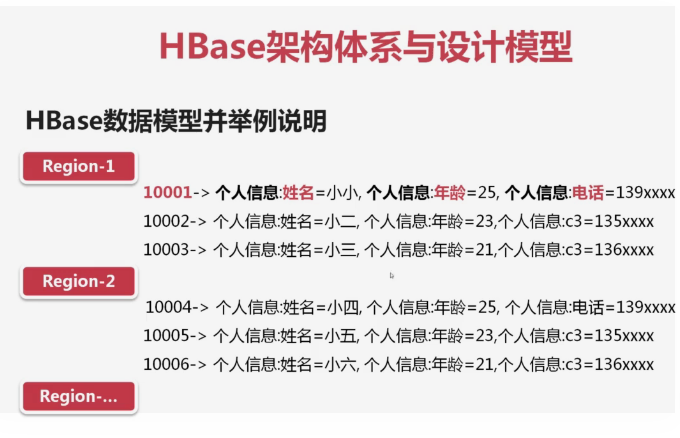 HBase架构体系与设计模型
HBase数据模型并举例说明
Region-1
10001-> 个人信息:姓名=小小, 个人信息:年龄=25, 个人信息:电话=139xxxx
10002-> 个人信息:姓名=小二, 个人信息:年龄=23,个人信息:c3=135xxxx
10003-> 个人信息:姓名=小三, 个人信息:年龄=21,个人信息:c3=136xxxx
Region-2
10004-> 个人信息:姓名=小四, 个人信息:年龄=25, 个人信息:电话=139xxxx
10005-> 个人信息:姓名=小五, 个人信息:年龄=23,个人信息:c3=135xxxx
10006-> 个人信息:姓名=小六, 个人信息:年龄=21,个人信息:c3=136xxxx
Region-...